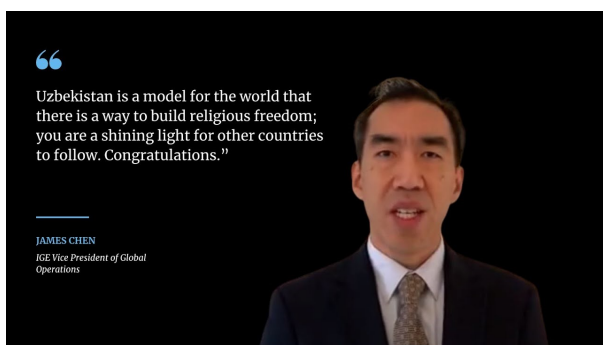 “
Uzbekistan is a model for the world that
there is a way to build religious freedom;
you are a shining light for other countries
to follow. Congratulations.”
JAMES CHEN
IGE Vice President of Global
Operations